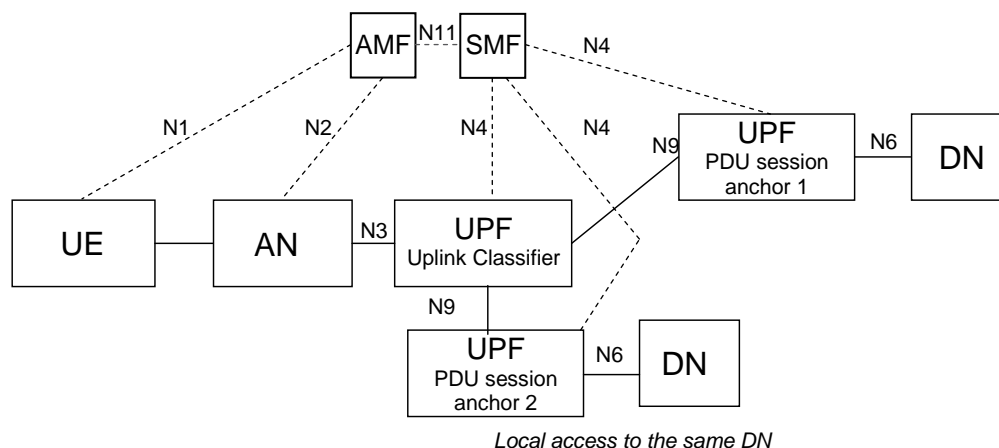 AMF
N11
SMF
N4
N1
N2
N4
N4
UPF
PDU session
anchor 1
N9
N6
DN
UE
AN
N3
UPF
Uplink Classifier
N9
UPF
PDU session
anchor 2
N6
DN
Local access to the same DN